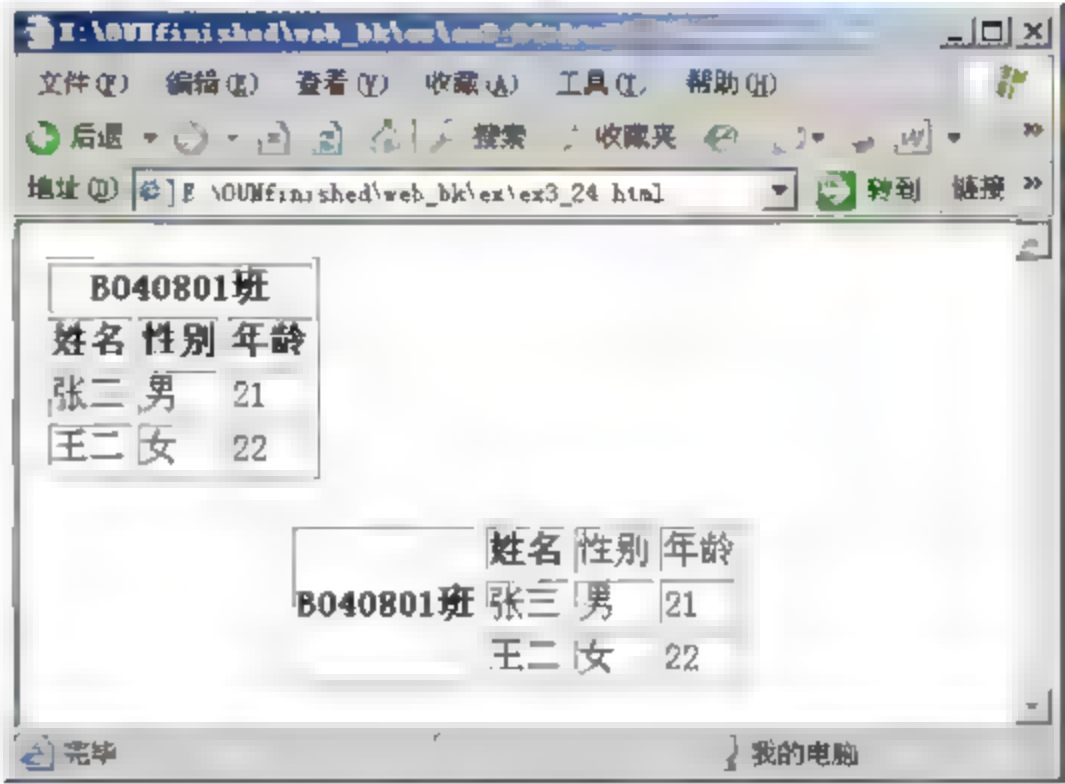 文件(F) 编辑(E) 查看(V) 收藏(A) 工具(T) 帮助(H)
后退 搜索 收藏夹
地址(D) E \OUNfinished\web_bk\ex\ex3_24 html 转到 链接
B040801班
姓名 性别 年龄
张二 男 21
王二 女 22
姓名 性别 年龄
B040801班 张三 男 21
王二 女 22
完毕 我的电脑